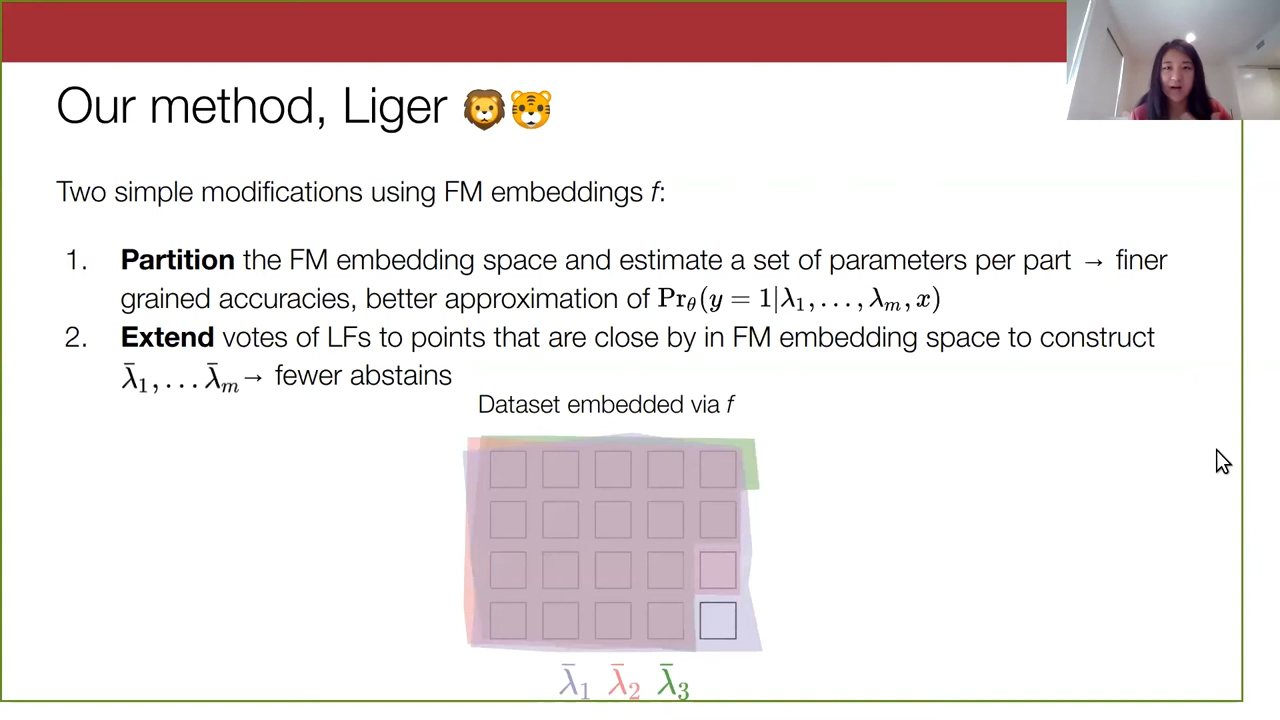 Our method, Liger 🦁🐯
Two simple modifications using FM embeddings f:
1. Partition the FM embedding space and estimate a set of parameters per part → finer
grained accuracies, better approximation of Pr_θ(y = 1|λ₁, . . . , λₘ, x)
2. Extend votes of LFs to points that are close by in FM embedding space to construct
λ̄₁, . . . λ̄ₘ → fewer abstains
Dataset embedded via f
λ̄₁ λ̄₂ λ̄₃